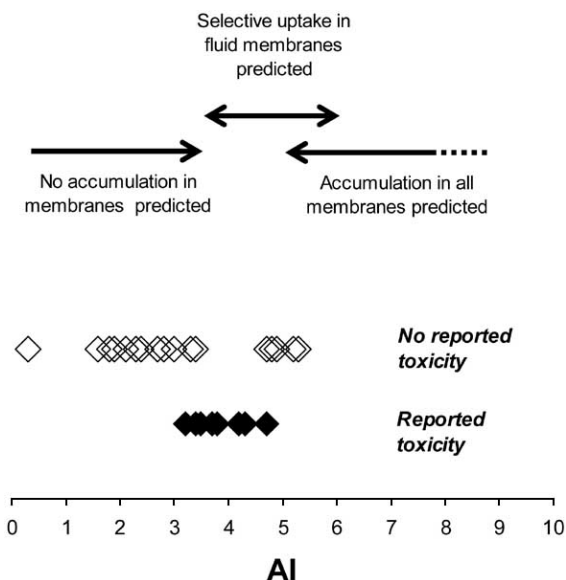 Selective uptake in
fluid membranes
predicted
No accumulation in
membranes predicted
Accumulation in all
membranes predicted
No reported
toxicity
Reported
toxicity
0 1 2 3 4 5 6 7 8 9 10
AI